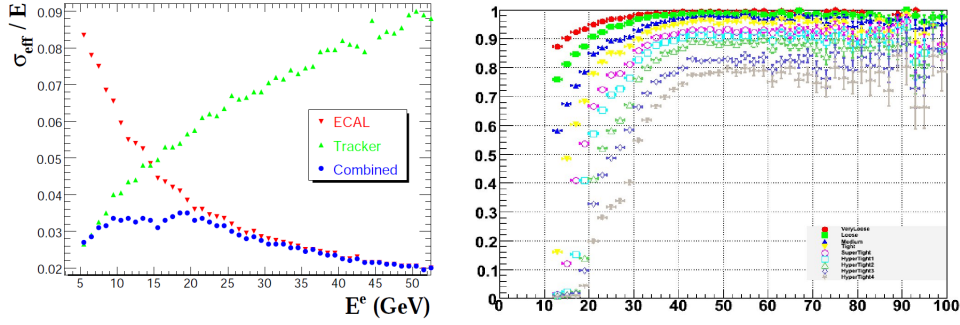 σeff / E
0.09
0.08
0.07
0.06
0.05
0.04
0.03
0.02
ECAL
Tracker
Combined
5 10 15 20 25 30 35 40 45 50
E^e (GeV)
1
0.9
0.8
0.7
0.6
0.5
0.4
0.3
0.2
0.1
0
VeryLoose
Loose
Medium
Tight
SuperTight
HyperTight1
HyperTight2
HyperTight3
HyperTight4
0 10 20 30 40 50 60 70 80 90 100